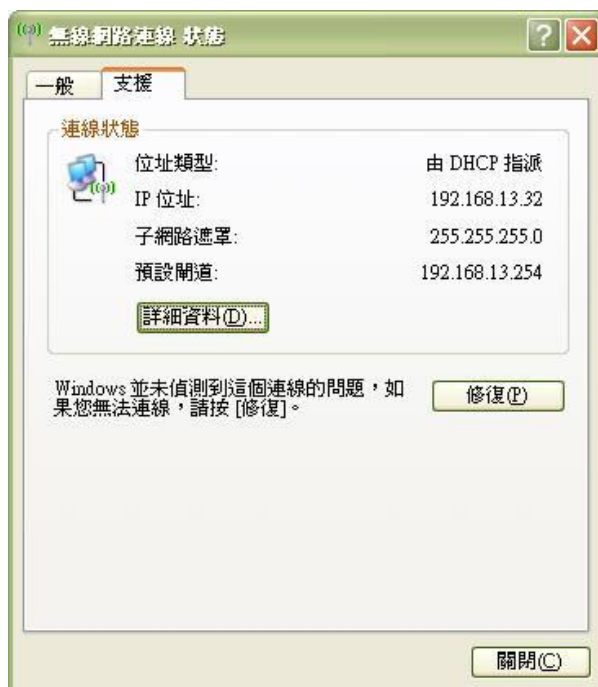 無線網路連線 狀態
一般
支援
連線狀態
位址類型: 由 DHCP 指派
IP 位址: 192.168.13.32
子網路遮罩: 255.255.255.0
預設閘道: 192.168.13.254
詳細資料(D)...
Windows 並未偵測到這個連線的問題，如
果您無法連線，請按 [修復]。
修復(P)
關閉(C)